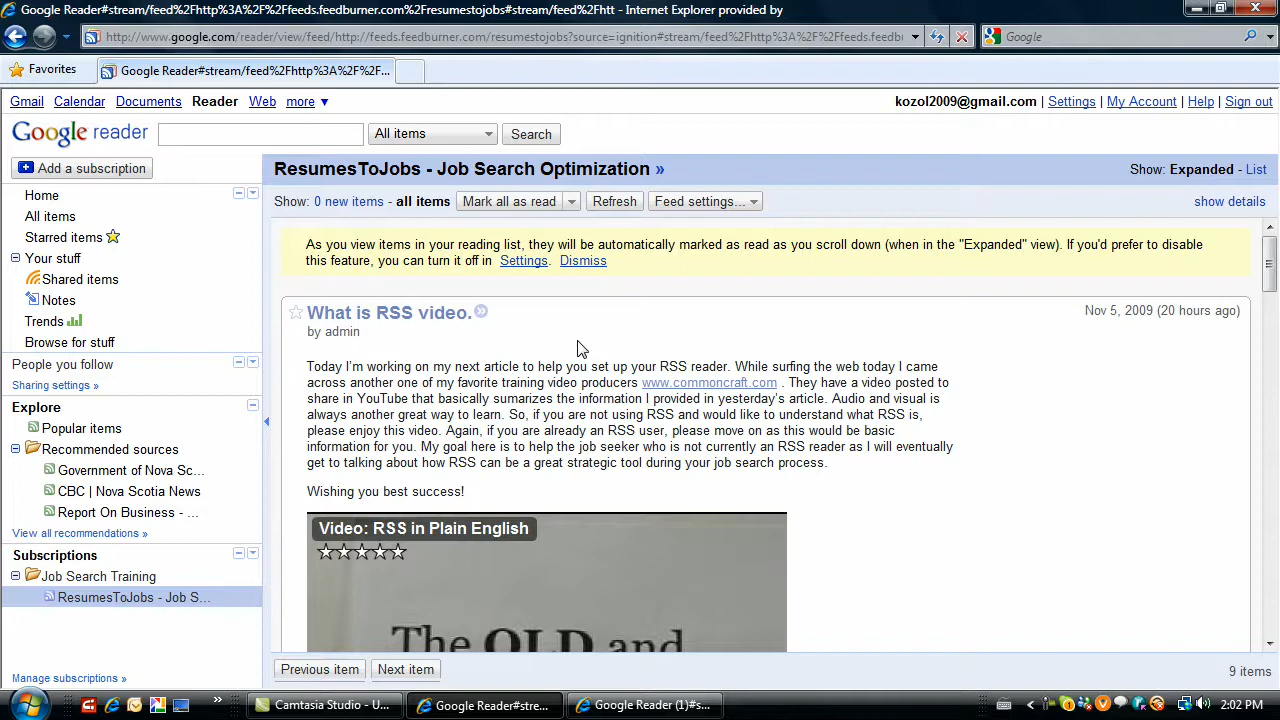 Google Reader#stream/feed%2Fhttp%3A%2F%2Ffeeds.feedburner.com%2Fresumestojobs#stream/feed%2Fhtt - Internet Explorer provided by
http://www.google.com/reader/view/feed/http://feeds.feedburner.com/resumestojobs?source=ignition#stream/feed%2Fhttp%3A%2F%2Ffeeds.feedb
Google
Favorites
Google Reader#stream/feed%2Fhttp%3A%2F%2F...
Gmail Calendar Documents Reader Web more ▼
kozol2009@gmail.com | Settings | My Account | Help | Sign out
Google reader
All items
Search
Add a subscription
ResumesToJobs - Job Search Optimization »
Show: Expanded - List
Home
Show: 0 new items - all items
Mark all as read
Refresh
Feed settings...
show details
All items
Starred items
Your stuff
Shared items
Notes
Trends
Browse for stuff
People you follow
Sharing settings »
Explore
Popular items
Recommended sources
Government of Nova Sc...
CBC | Nova Scotia News
Report On Business - ...
View all recommendations »
Subscriptions
Job Search Training
ResumesToJobs - Job S...
Manage subscriptions »
As you view items in your reading list, they will be automatically marked as read as you scroll down (when in the "Expanded" view). If you'd prefer to disable
this feature, you can turn it off in Settings. Dismiss
What is RSS video.
Nov 5, 2009 (20 hours ago)
by admin
Today I'm working on my next article to help you set up your RSS reader. While surfing the web today I came
across another one of my favorite training video producers www.commoncraft.com . They have a video posted to
share in YouTube that basically sumarizes the information I provided in yesterday's article. Audio and visual is
always another great way to learn. So, if you are not using RSS and would like to understand what RSS is,
please enjoy this video. Again, if you are already an RSS user, please move on as this would be basic
information for you. My goal here is to help the job seeker who is not currently an RSS reader as I will eventually
get to talking about how RSS can be a great strategic tool during your job search process.
Wishing you best success!
Video: RSS in Plain English
The OLD and
Previous item
Next item
9 items
Camtasia Studio - U...
Google Reader#stre...
Google Reader (1)#s...
2:02 PM